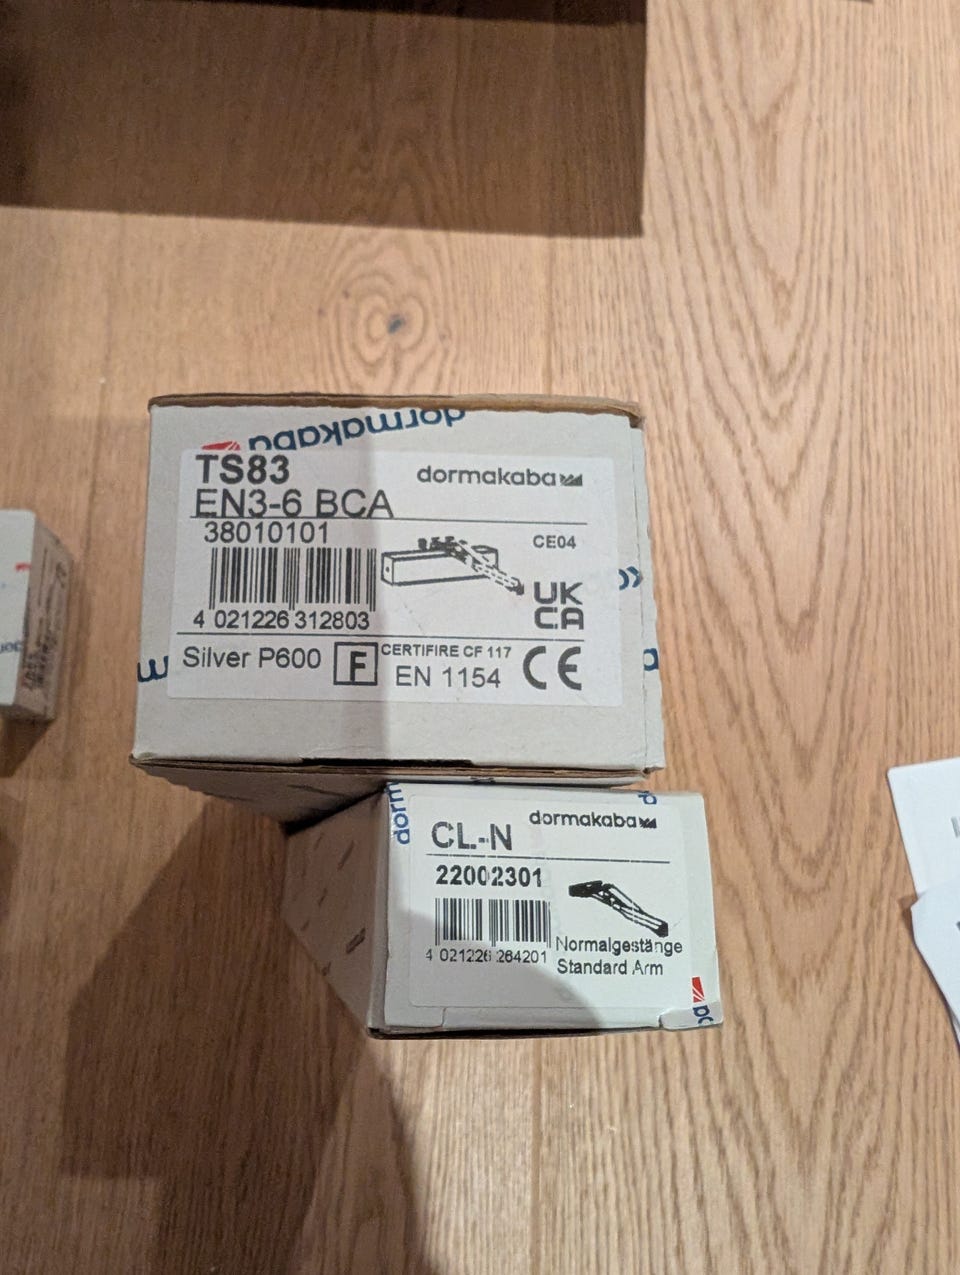 dormakaba
TS83
dormakaba
EN3-6 BCA
38010101
CE04
UK
CA
4 021226 312803
Silver P600
F
CERTIFIRE CF 117
EN 1154
CE
dorm
dormakaba
CL-N
22002301
4 021226 264201
Normalgestänge
Standard Arm